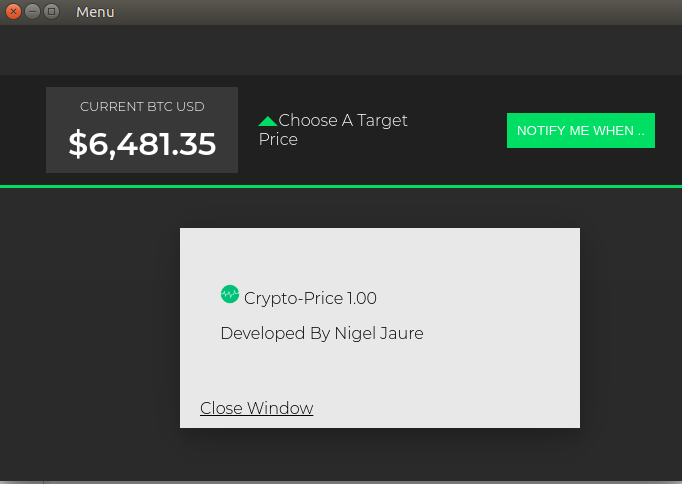 Menu
CURRENT BTC USD
$6,481.35
Choose A Target
Price
NOTIFY ME WHEN ..
Crypto-Price 1.00
Developed By Nigel Jaure
Close Window